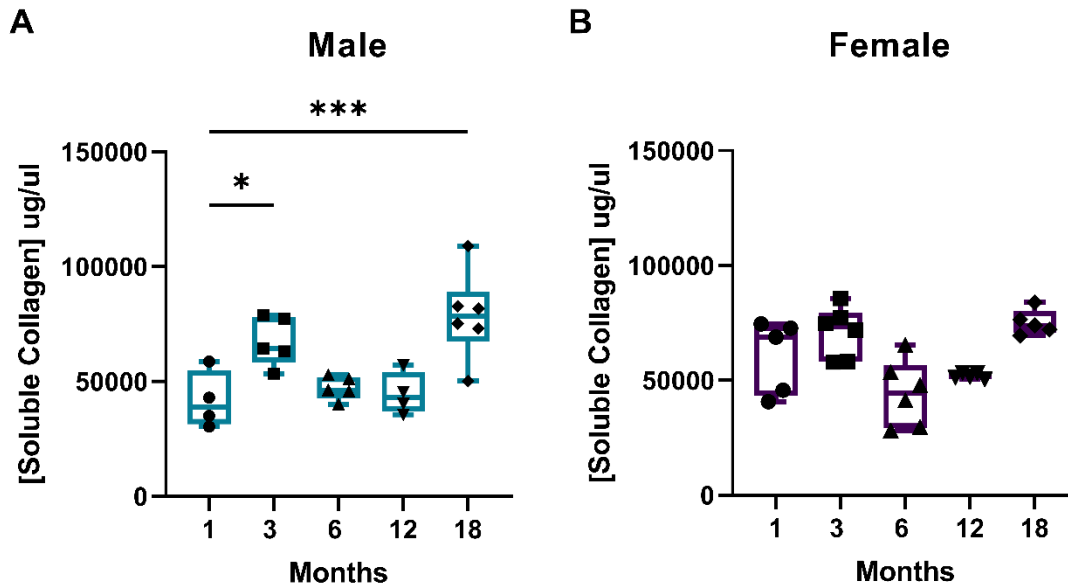 A
Male
***
*
[Soluble Collagen] ug/ul
150000
100000
50000
0
1 3 6 12 18
Months
B
Female
[Soluble Collagen] ug/ul
150000
100000
50000
0
1 3 6 12 18
Months